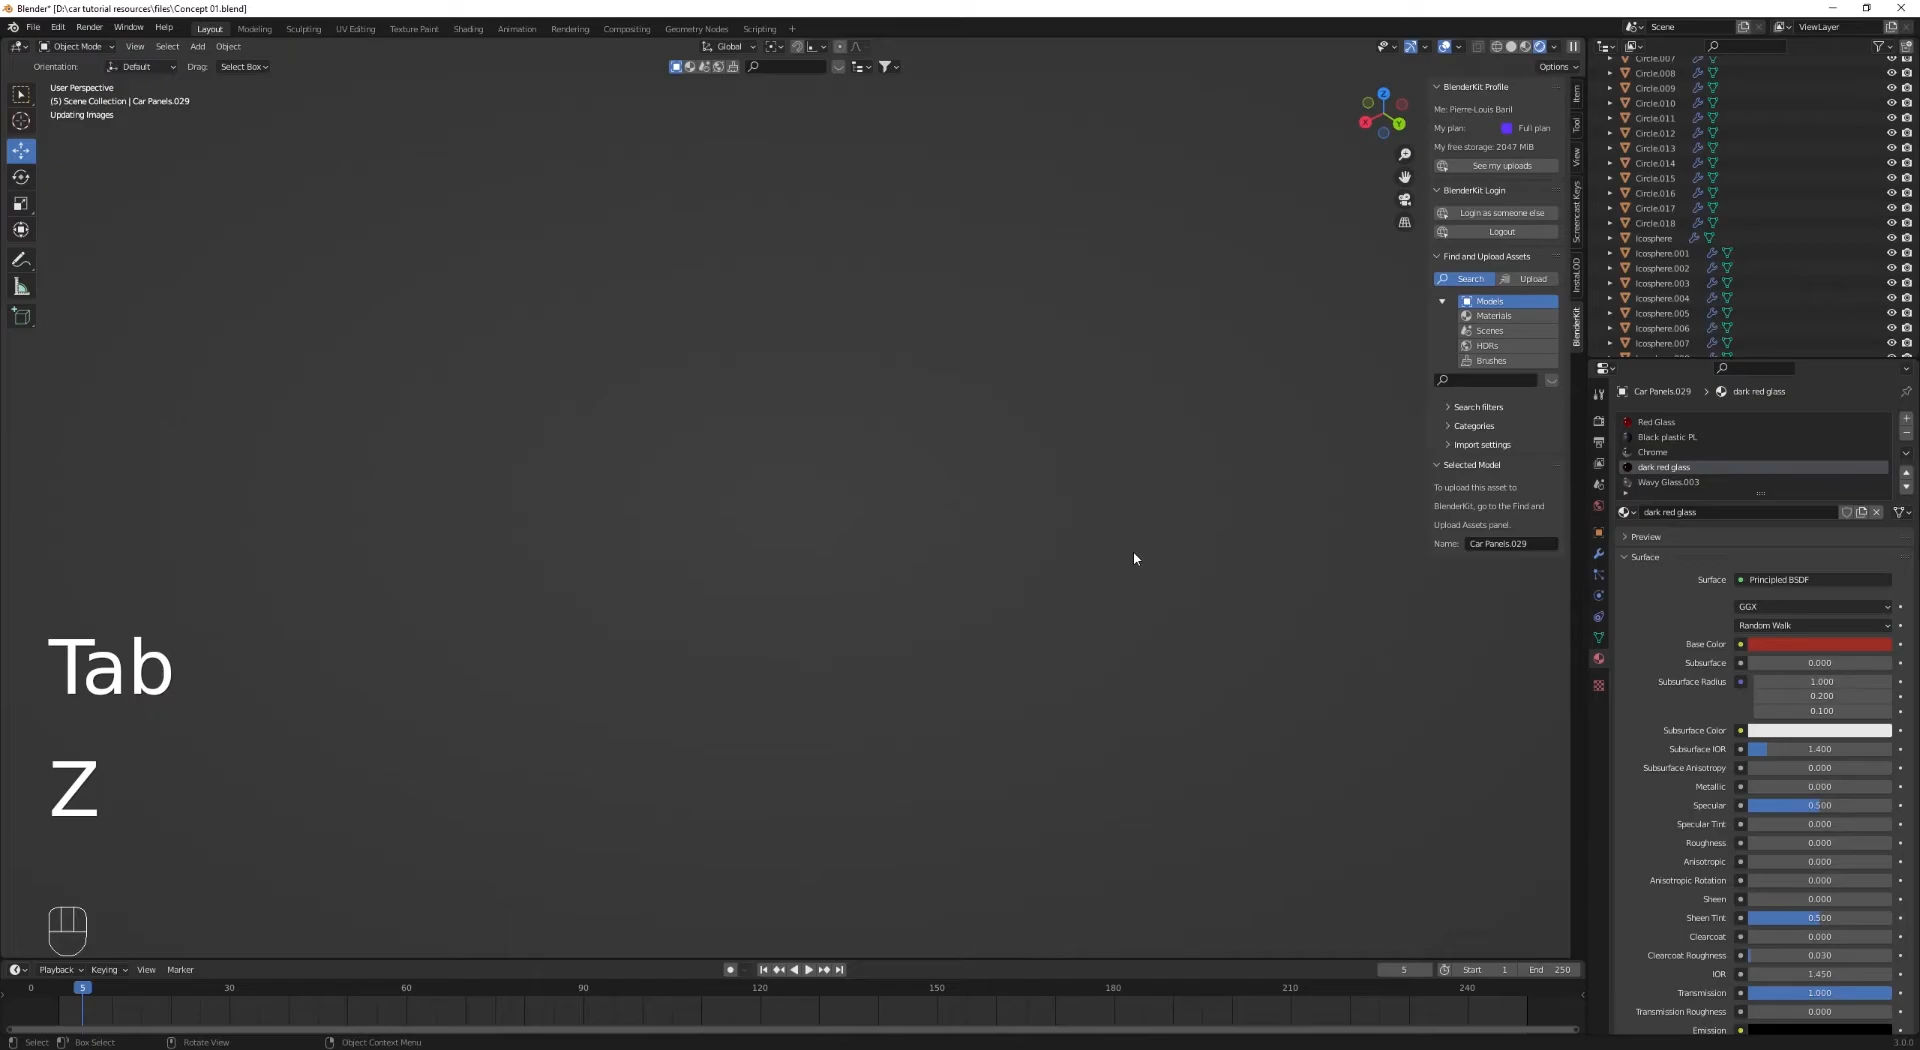 Blender* [D:\car tutorial resources\files\Concept 01.blend]
File Edit Render Window Help
Layout Modeling Sculpting UV Editing Texture Paint Shading Animation Rendering Compositing Geometry Nodes Scripting +
Scene
ViewLayer
Object Mode View Select Add Object
Global
Orientation: Default Drag: Select Box
Options
User Perspective
(5) Scene Collection | Car Panels.029
Updating Images
X
Y
Z
BlenderKit Profile
Me: Pierre-Louis Baril
My plan: Full plan
My free storage: 2047 MiB
See my uploads
BlenderKit Login
Login as someone else
Logout
Find and Upload Assets
Search Upload
Models
Materials
Scenes
HDRs
Brushes
Search filters
Categories
Import settings
Selected Model
To upload this asset to
BlenderKit, go to the Find and
Upload Assets panel.
Name: Car Panels.029
Item
Tool
View
Screencast Keys
InstaLOD
BlenderKit
Circle.007
Circle.008
Circle.009
Circle.010
Circle.011
Circle.012
Circle.013
Circle.014
Circle.015
Circle.016
Circle.017
Circle.018
Icosphere
Icosphere.001
Icosphere.002
Icosphere.003
Icosphere.004
Icosphere.005
Icosphere.006
Icosphere.007
Car Panels.029 > dark red glass
Red Glass
Black plastic PL
Chrome
dark red glass
Wavy Glass.003
dark red glass
Preview
Surface
Surface Principled BSDF
GGX
Random Walk
Base Color
Subsurface 0.000
Subsurface Radius 1.000
0.200
0.100
Subsurface Color
Subsurface IOR 1.400
Subsurface Anisotropy 0.000
Metallic 0.000
Specular 0.500
Specular Tint 0.000
Roughness 0.000
Anisotropic 0.000
Anisotropic Rotation 0.000
Sheen 0.000
Sheen Tint 0.500
Clearcoat 0.000
Clearcoat Roughness 0.030
IOR 1.450
Transmission 1.000
Transmission Roughness 0.000
Emission
Tab
Z
Playback Keying View Marker
5
Start 1 End 250
0 5 30 60 90 120 150 180 210 240
Select Box Select Rotate View Object Context Menu
3.0.0